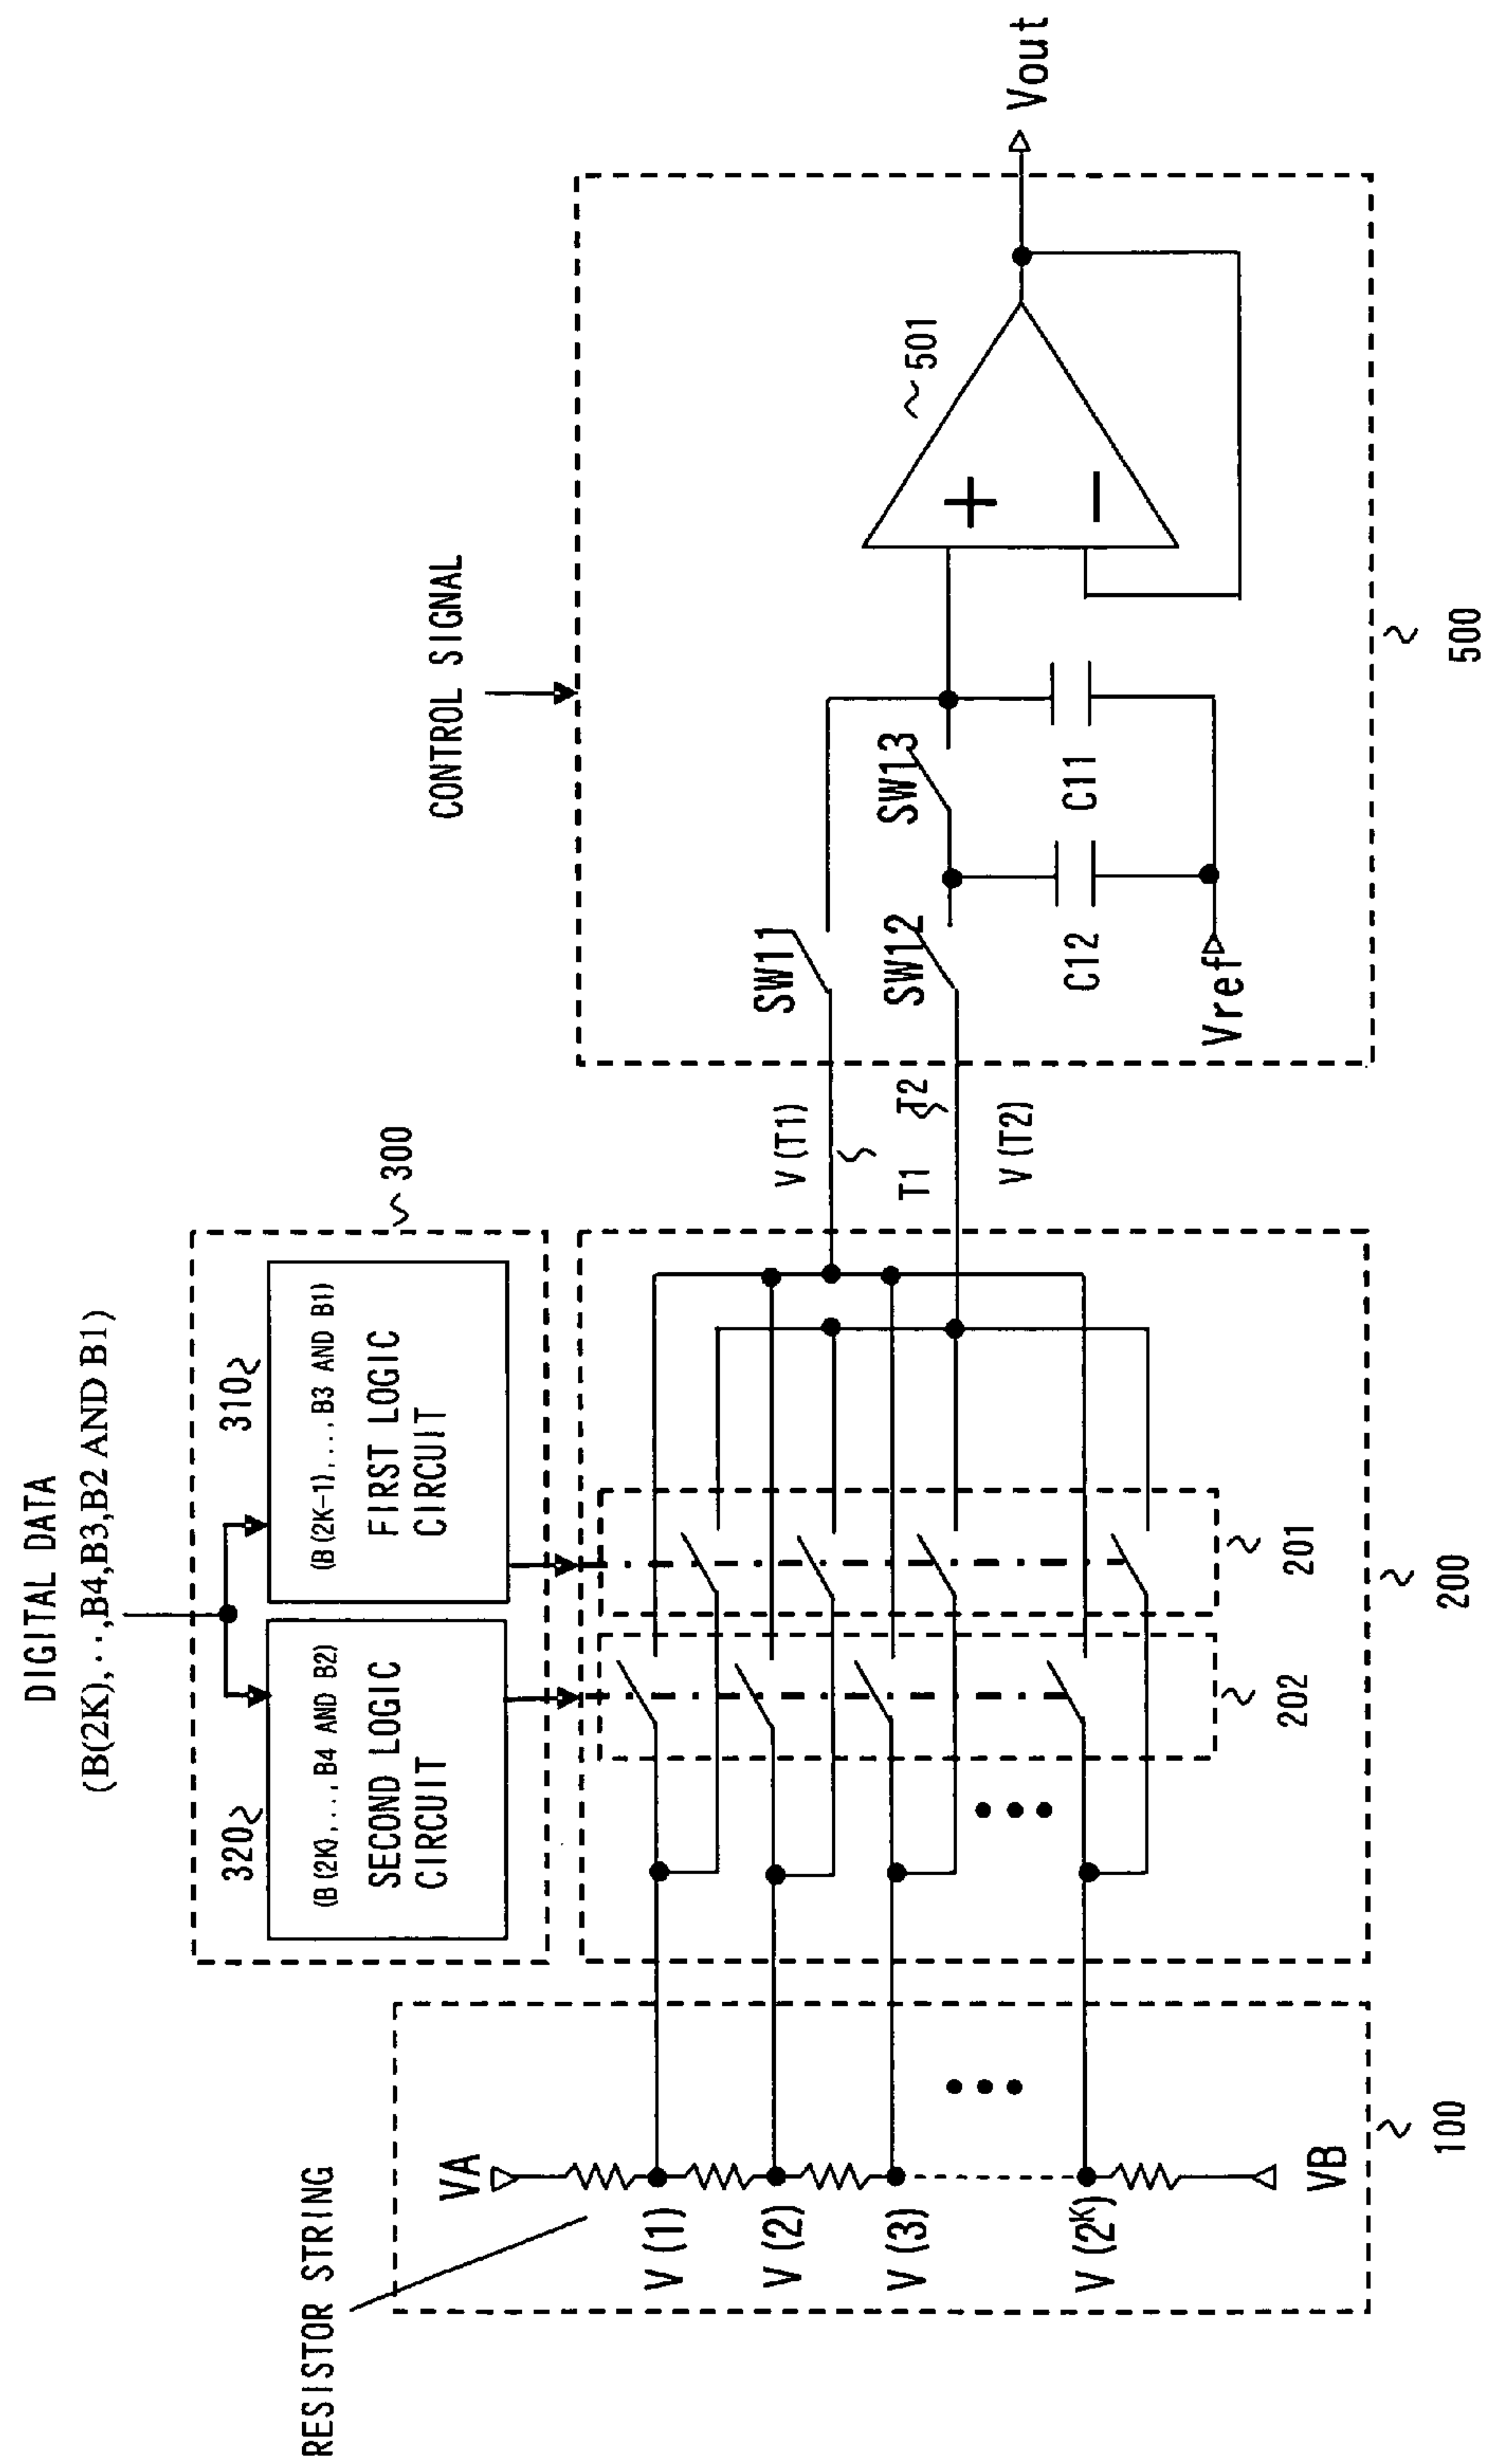 DIGITAL DATA
(B(2K),··,B4,B3,B2 AND B1)
320
310
300
(B(2K),..., B4 AND B2)
SECOND LOGIC
CIRCUIT
(B(2K-1),..., B3 AND B1)
FIRST LOGIC
CIRCUIT
CONTROL SIGNAL
RESISTOR STRING
VA
V(1)
V(2)
V(3)
V(2ᴷ)
VB
100
202
201
200
V(T1)
T1
T2
V(T2)
SW11
SW12
SW13
C12
C11
Vref
+
−
501
Vout
500